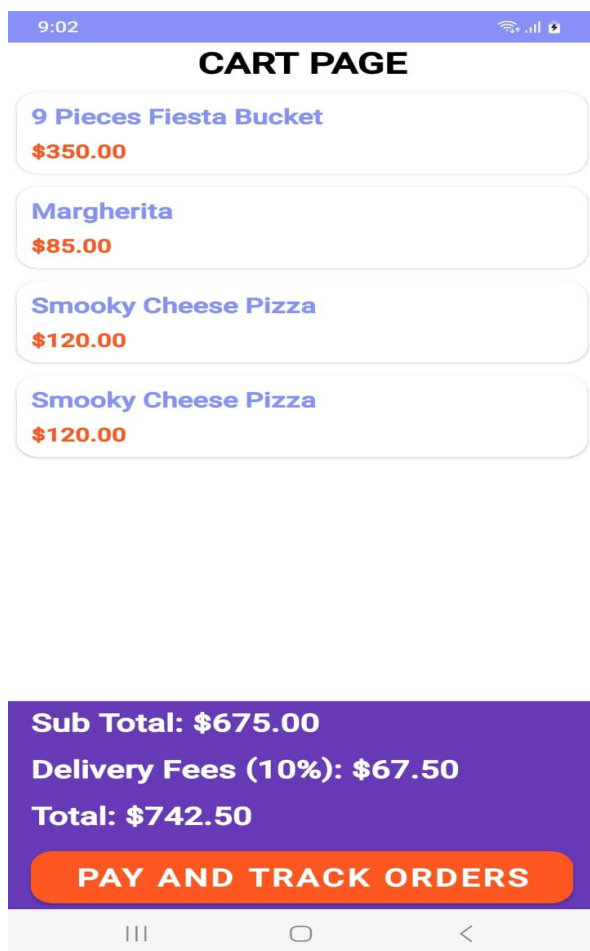 9:02
CART PAGE
9 Pieces Fiesta Bucket
$350.00
Margherita
$85.00
Smooky Cheese Pizza
$120.00
Smooky Cheese Pizza
$120.00
Sub Total: $675.00
Delivery Fees (10%): $67.50
Total: $742.50
PAY AND TRACK ORDERS